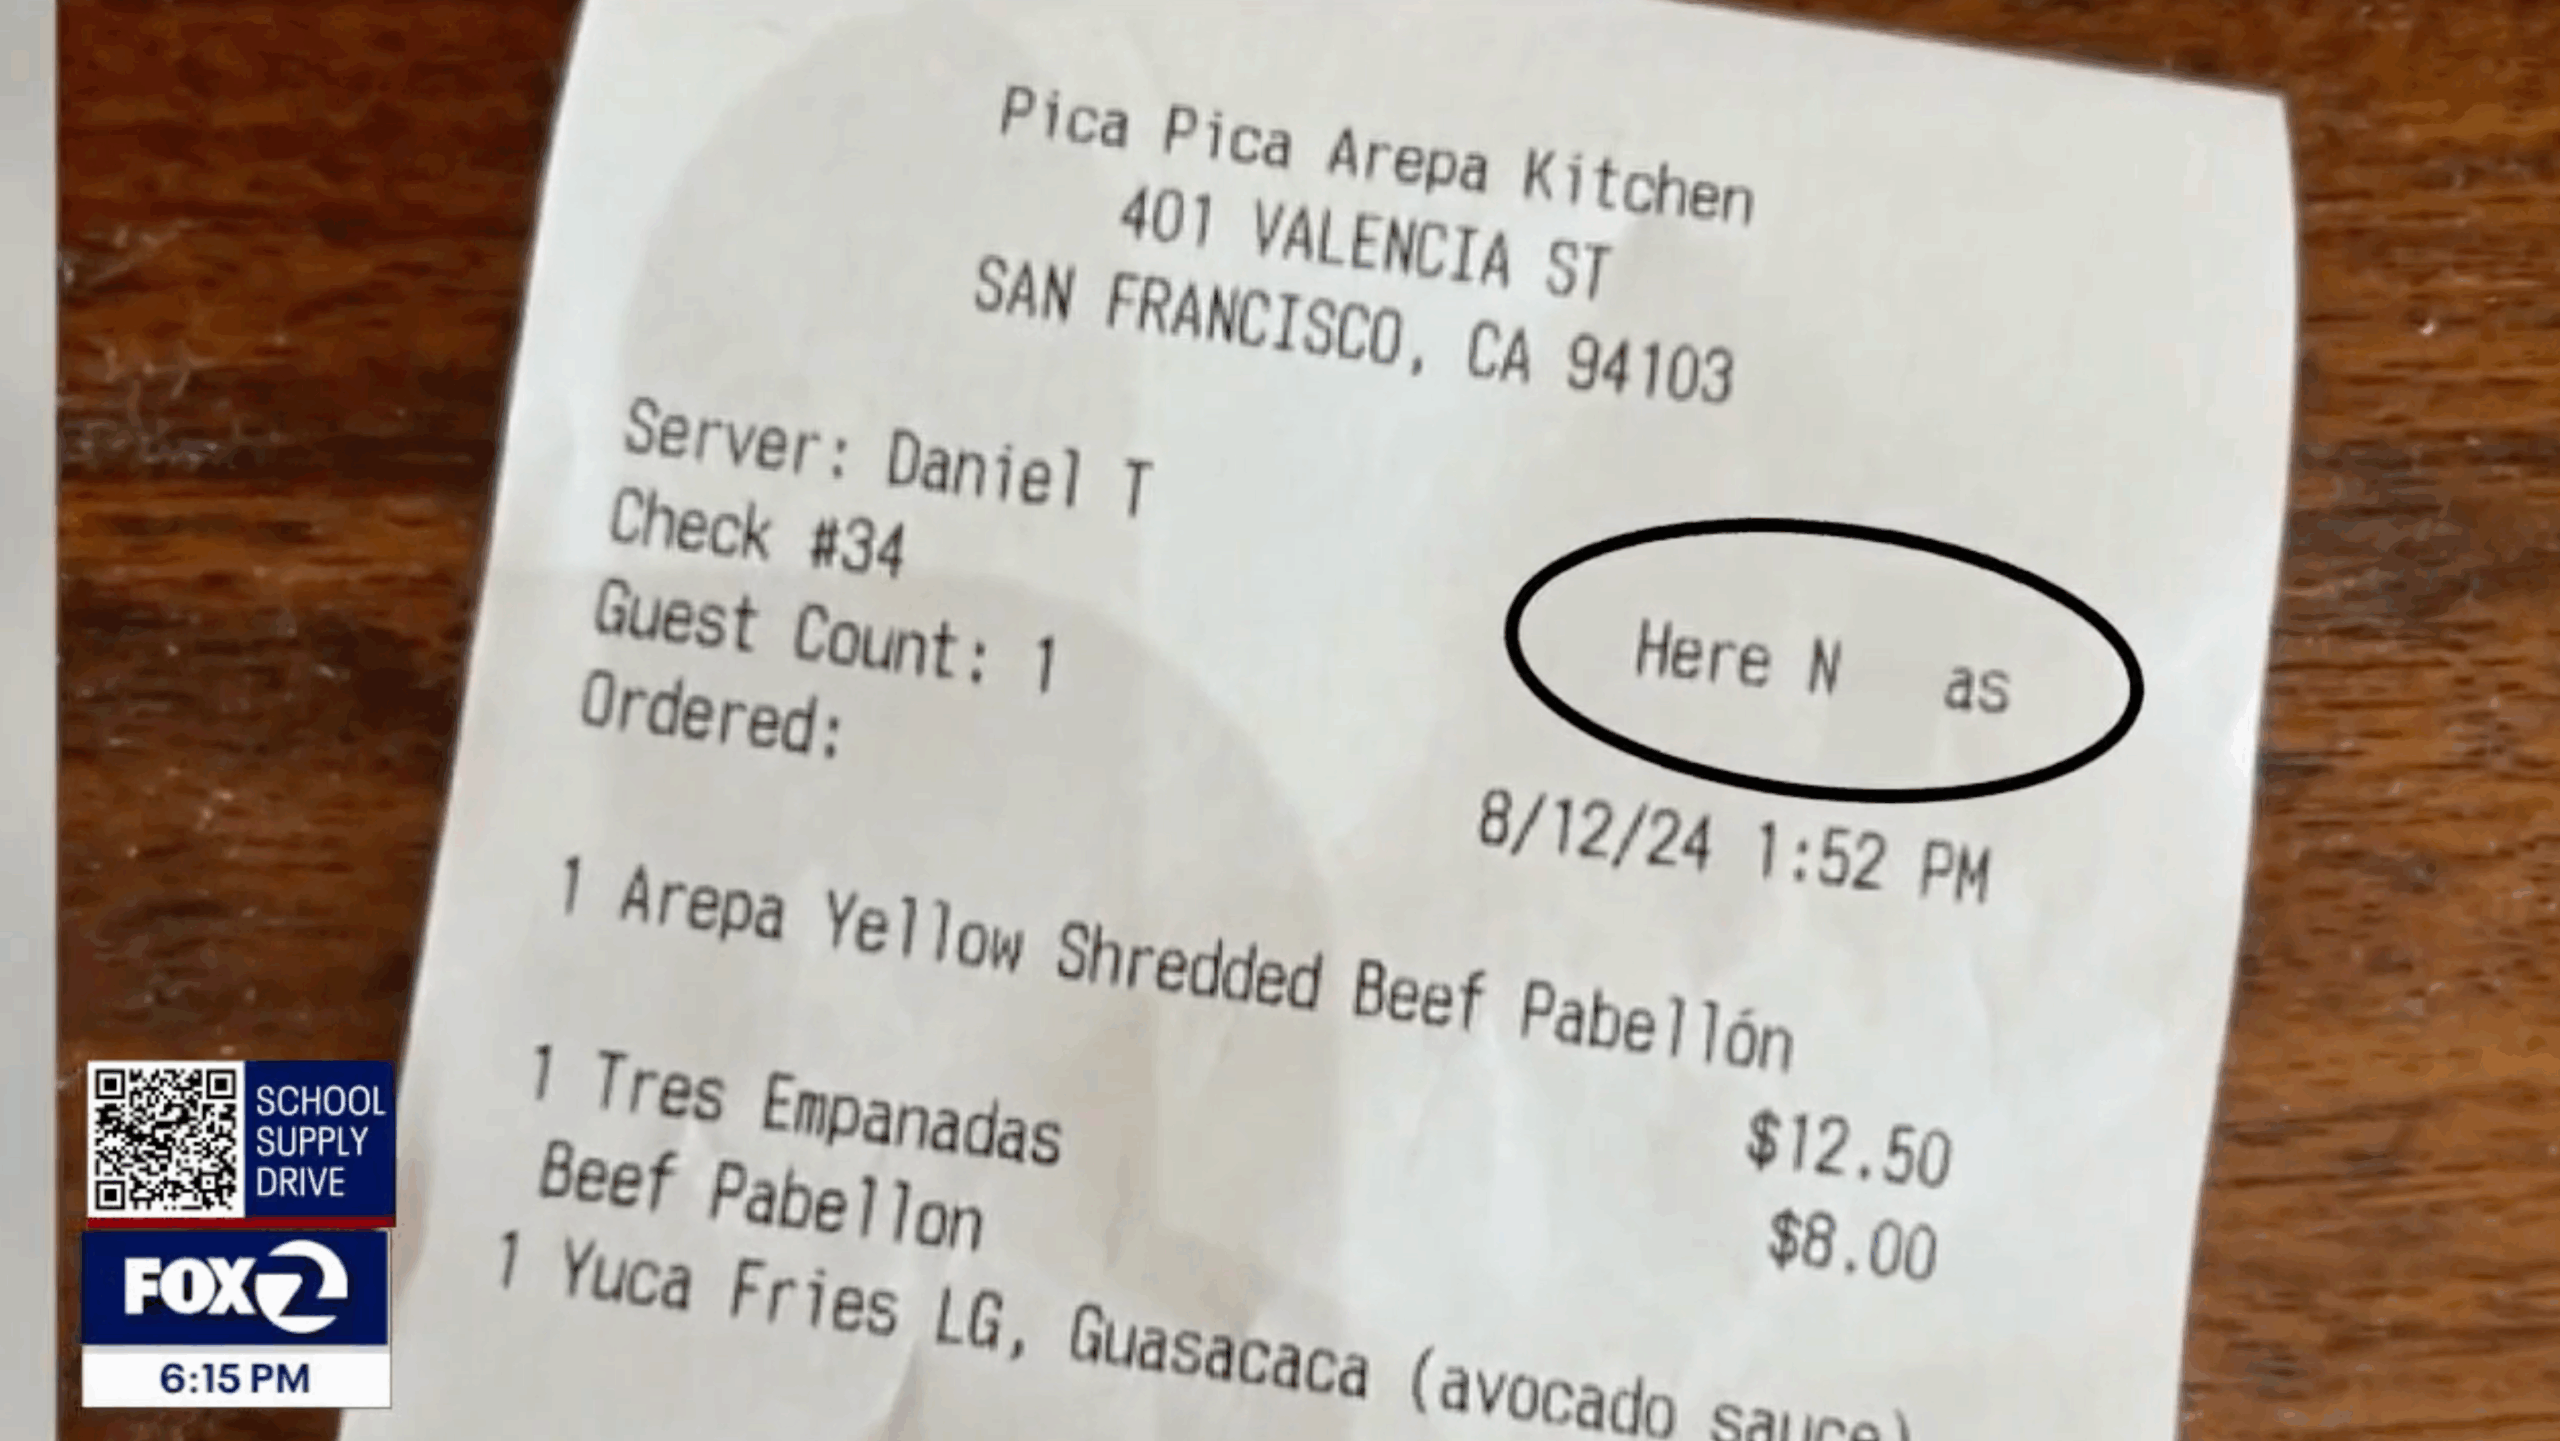 Pica Pica Arepa Kitchen
401 VALENCIA ST
SAN FRANCISCO, CA 94103
Server: Daniel T
Check #34
Guest Count: 1
Here N as
Ordered:
8/12/24 1:52 PM
1 Arepa Yellow Shredded Beef Pabellón
$12.50
1 Tres Empanadas
$8.00
Beef Pabellon
1 Yuca Fries LG, Guasacaca (avocado sauce)
SCHOOL
SUPPLY
DRIVE
FOX 2
6:15 PM